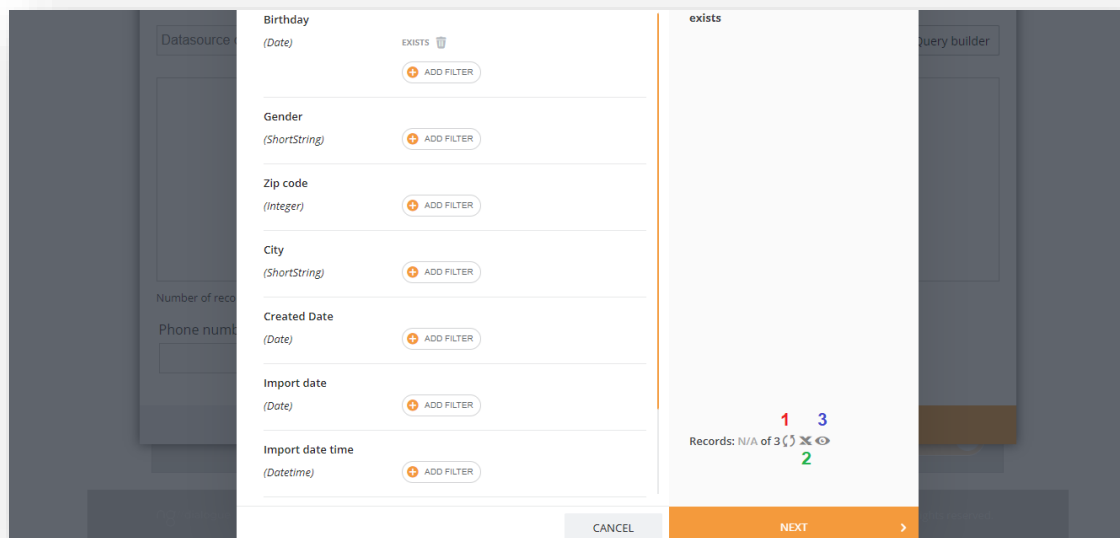 Birthday
(Date)
EXISTS
ADD FILTER
Gender
(ShortString)
ADD FILTER
Zip code
(Integer)
ADD FILTER
City
(ShortString)
ADD FILTER
Created Date
(Date)
ADD FILTER
Import date
(Date)
ADD FILTER
Import date time
(Datetime)
ADD FILTER
CANCEL
exists
1 3
Records: N/A of 3
2
NEXT
Datasource
Query builder
Number of reco
Phone numb